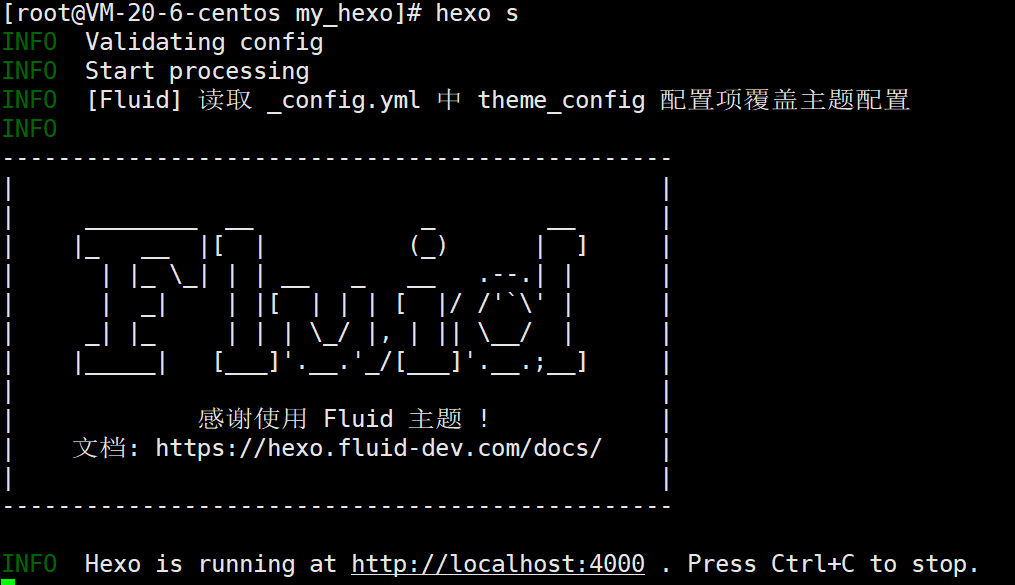 [root@VM-20-6-centos my_hexo]# hexo s
INFO  Validating config
INFO  Start processing
INFO  [Fluid] 读取 _config.yml 中 theme_config 配置项覆盖主题配置
INFO
------------------------------------------------
|                                              |
|     ________  __            _        __      |
|    |_   __  |[  |          (_)      |  ]     |
|      | |_ \_| | | __   _   __   .--.| |      |
|      |  _|    | |[  | | | [  |/ /'`\' |      |
|     _| |_     | | | \_/ |, | || \__/  |      |
|    |_____|   [___]'.__.'_/[___]'.__.;__]     |
|                                              |
|             感谢使用 Fluid 主题 !            |
|    文档: https://hexo.fluid-dev.com/docs/    |
|                                              |
------------------------------------------------
INFO  Hexo is running at http://localhost:4000 . Press Ctrl+C to stop.